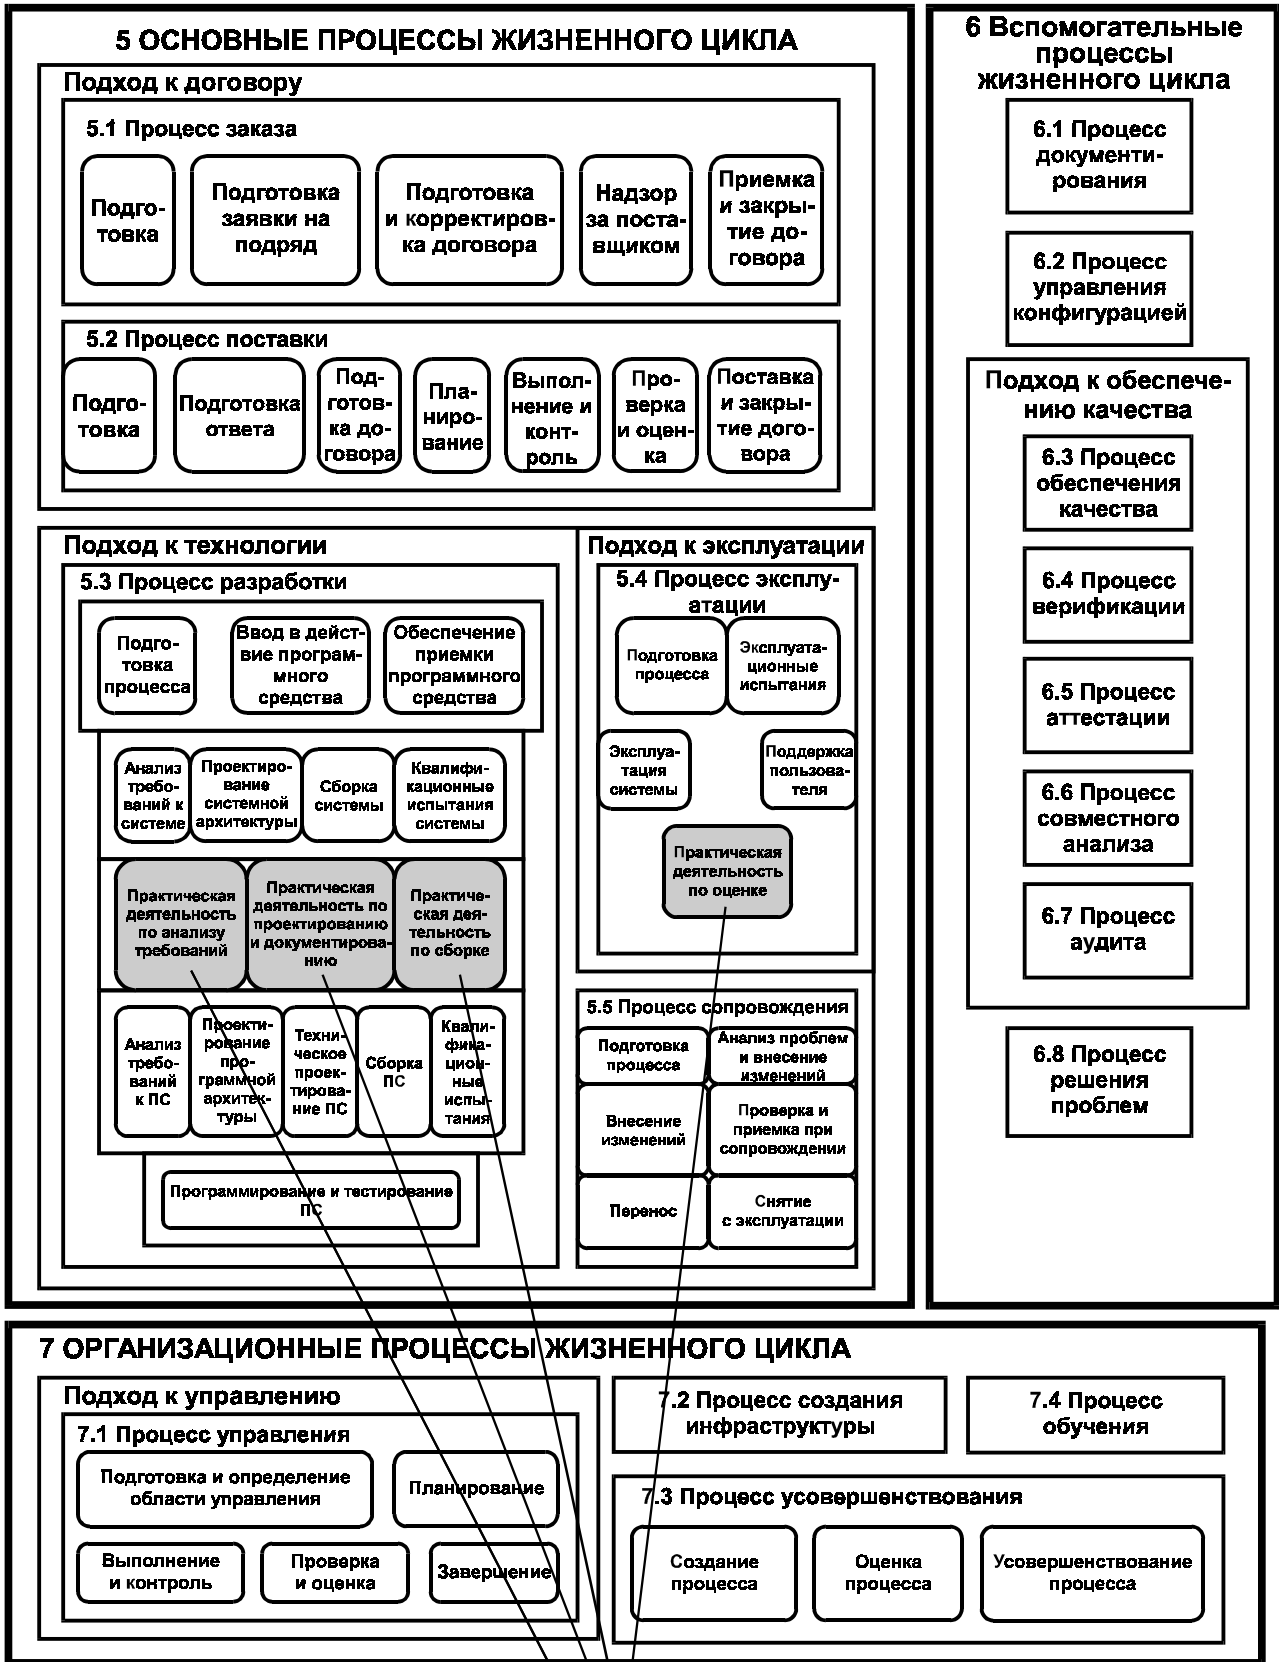 5 ОСНОВНЫЕ ПРОЦЕССЫ ЖИЗНЕННОГО ЦИКЛА
Подход к договору
5.1 Процесс заказа
Подго-
товка
Подготовка
заявки на
подряд
Подготовка
и корректиров-
ка договора
Надзор
за поста-
вщиком
Приемка
и закры-
тие до-
говора
5.2 Процесс поставки
Подго-
товка
Подготовка
ответа
Под-
готов-
ка до-
говора
Пла-
ниро-
вание
Выпол-
нение и
конт-
роль
Про-
верка
и оцен-
ка
Поставка
и закры-
тие дого-
вора
Подход к технологии
5.3 Процесс разработки
Подго-
товка
процесса
Ввод в дейст-
вие програм-
много
средства
Обеспечение
приемки
программного
средства
Анализ
требо-
ваний к
системе
Проектиро-
вание
системной
архитектуры
Сборка
системы
Квалифи-
кационные
испытания
системы
Практическая
деятельность
по анализу
требований
Практическая
деятельность по
проектированию
и документирова-
нию
Практиче-
ская дея-
тельность
по сборке
Анализ
требо-
ваний
к ПС
Проекти-
рование
про-
граммной
архитек-
туры
Техни-
ческое
проек-
тирова-
ние ПС
Сборка
ПС
Квали-
фика-
цион-
ные
испы-
тания
Программирование и тестирование
ПС
Подход к эксплуатации
5.4 Процесс эксплу-
атации
Подготовка
процесса
Эксплуата-
ционные
испытания
Эксплуа-
тация
системы
Поддержка
пользова-
теля
Практическая
деятельность
по оценке
5.5 Процесс сопровождения
Подготовка
процесса
Анализ проблем
и внесение
изменений
Внесение
изменений
Проверка и
приемка при
сопровождении
Перенос
Снятие
с эксплуатации
6 Вспомогательные
процессы
жизненного цикла
6.1 Процесс
документи-
рования
6.2 Процесс
управления
конфигурацией
Подход к обеспече-
нию качества
6.3 Процесс
обеспечения
качества
6.4 Процесс
верификации
6.5 Процесс
аттестации
6.6 Процесс
совместного
анализа
6.7 Процесс
аудита
6.8 Процесс
решения
проблем
7 ОРГАНИЗАЦИОННЫЕ ПРОЦЕССЫ ЖИЗНЕННОГО ЦИКЛА
Подход к управлению
7.1 Процесс управления
Подготовка и определение
области управления
Планирование
Выполнение
и контроль
Проверка
и оценка
Завершение
7.2 Процесс создания
инфраструктуры
7.4 Процесс
обучения
7.3 Процесс усовершенствования
Создание
процесса
Оценка
процесса
Усовершенствование
процесса